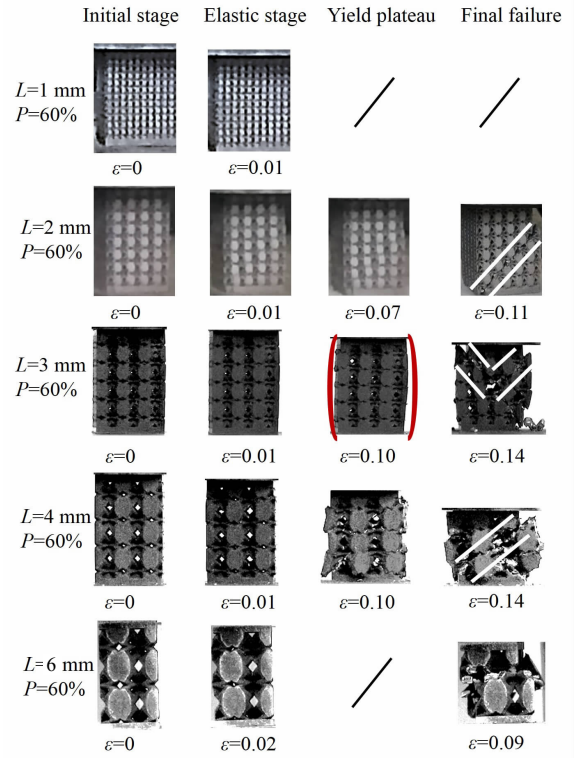 Initial stage Elastic stage Yield plateau Final failure
L=1 mm
P=60%
ε=0 ε=0.01
L=2 mm
P=60%
ε=0 ε=0.01 ε=0.07 ε=0.11
L=3 mm
P=60%
ε=0 ε=0.01 ε=0.10 ε=0.14
L=4 mm
P=60%
ε=0 ε=0.01 ε=0.10 ε=0.14
L=6 mm
P=60%
ε=0 ε=0.02 ε=0.09